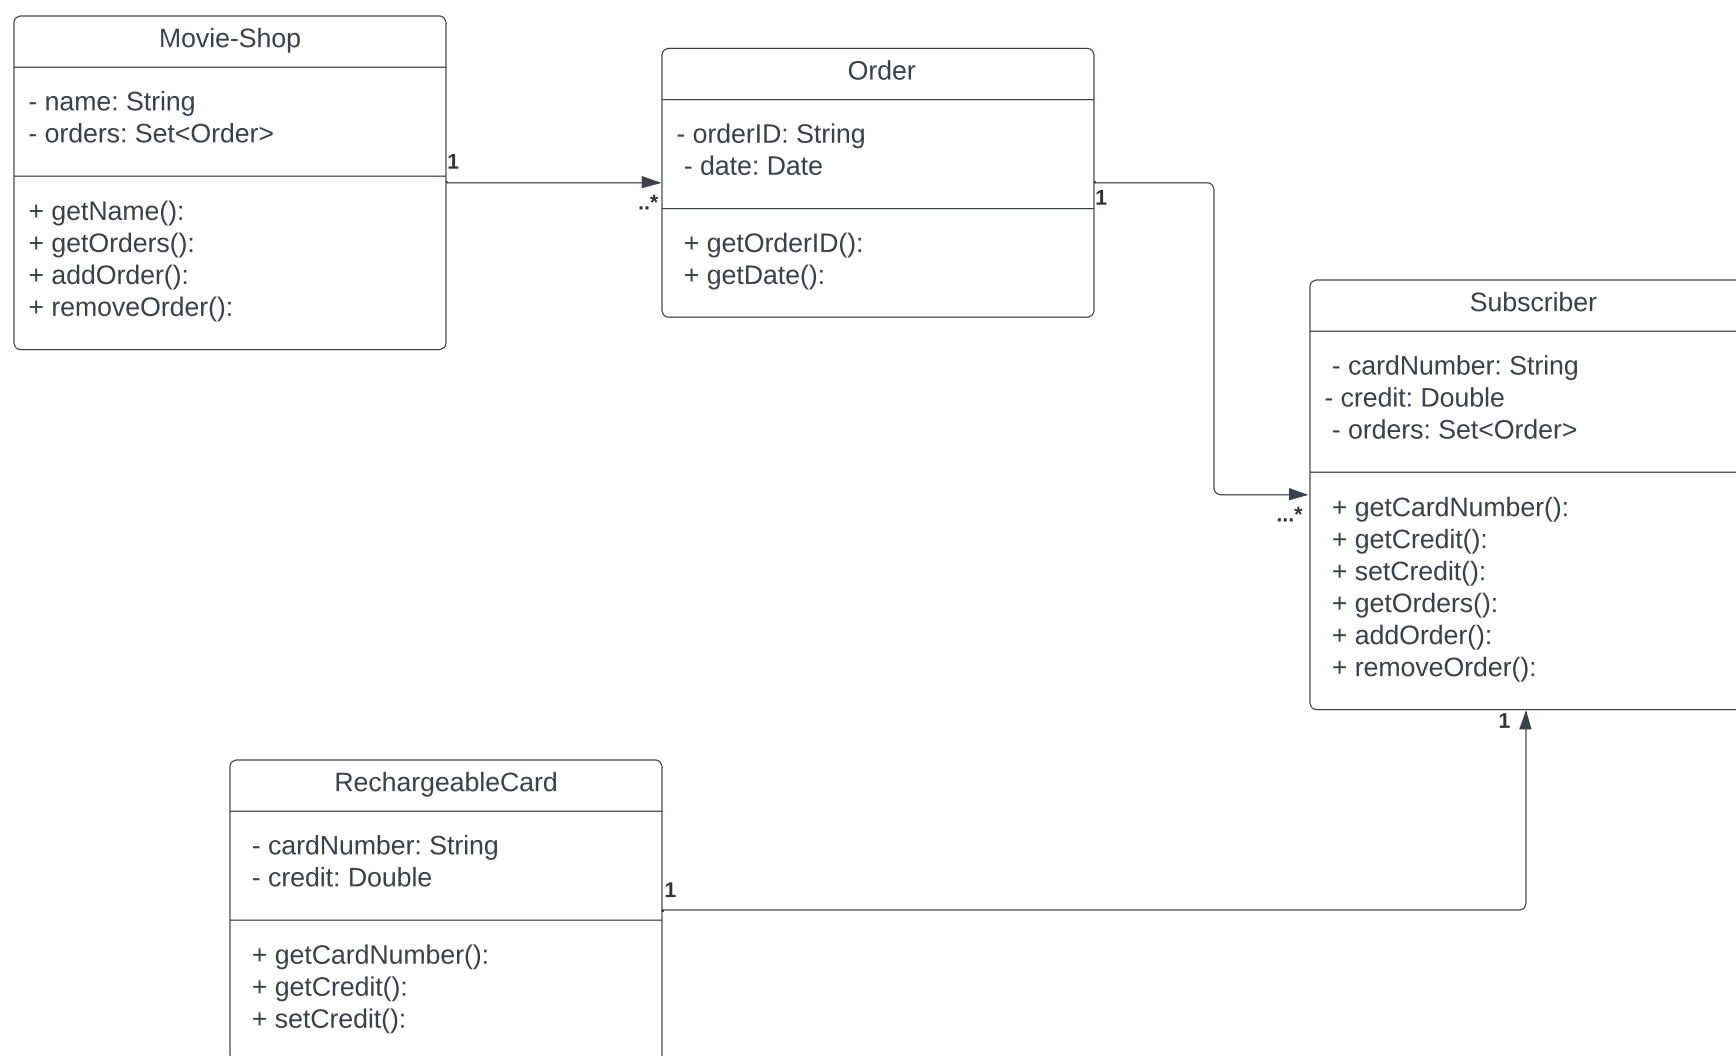 Movie-Shop
- name: String
- orders: Set<Order>
+ getName():
+ getOrders():
+ addOrder():
+ removeOrder():
1
..*
Order
- orderID: String
- date: Date
+ getOrderID():
+ getDate():
1
...*
Subscriber
- cardNumber: String
- credit: Double
- orders: Set<Order>
+ getCardNumber():
+ getCredit():
+ setCredit():
+ getOrders():
+ addOrder():
+ removeOrder():
1
RechargeableCard
- cardNumber: String
- credit: Double
+ getCardNumber():
+ getCredit():
+ setCredit():
1